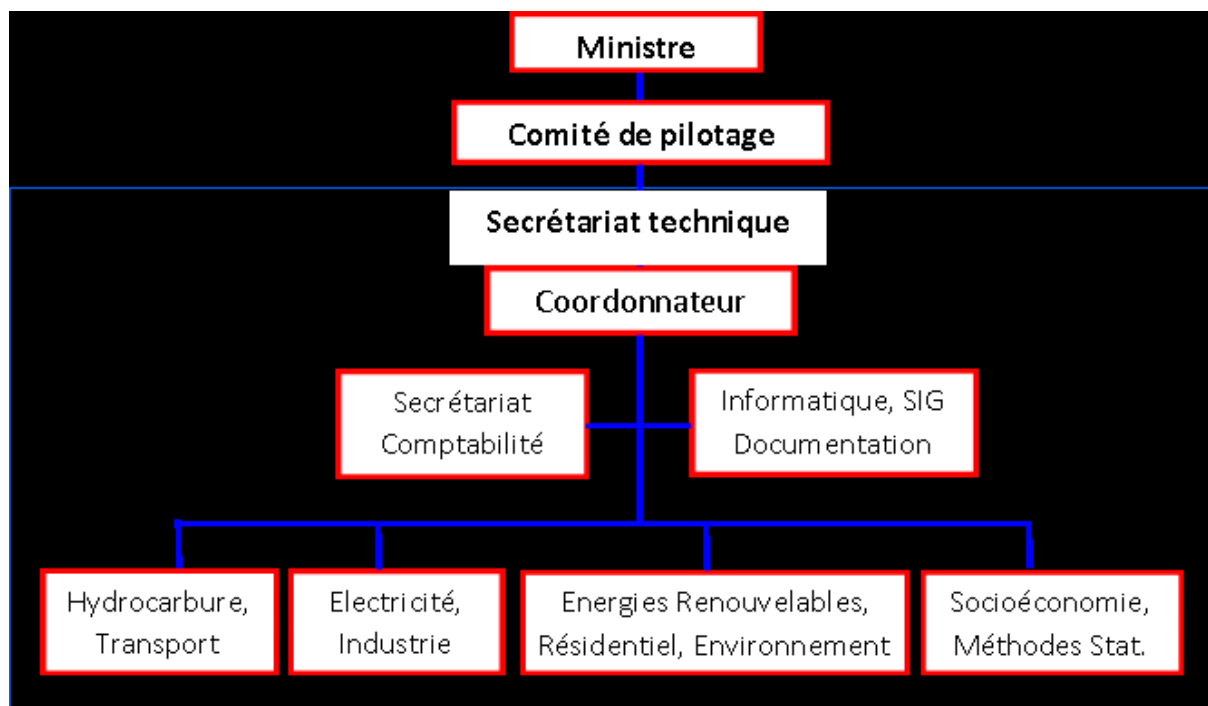 Ministre
Comité de pilotage
Secrétariat technique
Coordonnateur
Secrétariat
Comptabilité
Informatique, SIG
Documentation
Hydrocarbure,
Transport
Electricité,
Industrie
Energies Renouvelables,
Résidentiel, Environnement
Socioéconomie,
Méthodes Stat.